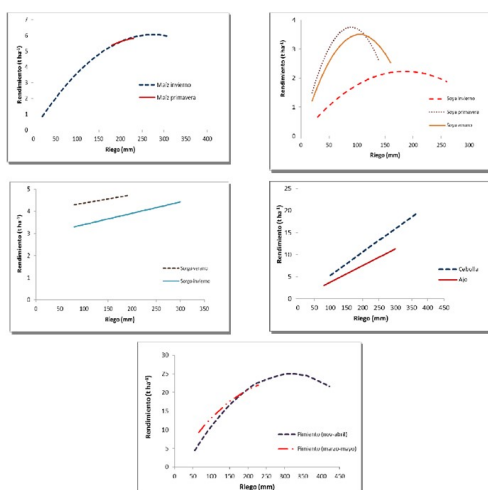 Rendimiento (t ha⁻¹)
7
6
5
4
3
2
1
0
0 50 100 150 200 250 300 350 400
Riego (mm)
Maíz invierno
Maíz primavera
Rendimiento (t ha⁻¹)
4
3
2
1
0
0 50 100 150 200 250 300
Riego (mm)
Soya invierno
Soya primavera
Soya verano
Rendimiento (t ha⁻¹)
5
4
3
2
1
0
0 50 100 150 200 250 300 350
Riego (mm)
Sorgo verano
Sorgo invierno
Rendimiento (t ha⁻¹)
25
20
15
10
5
0
0 50 100 150 200 250 300 350 400 450
Riego (mm)
Cebolla
Ajo
Rendimiento (t ha⁻¹)
30
25
20
15
10
5
0
0 50 100 150 200 250 300 350 400 450
Riego (mm)
Pimiento (nov-abril)
Pimiento (marzo-mayo)